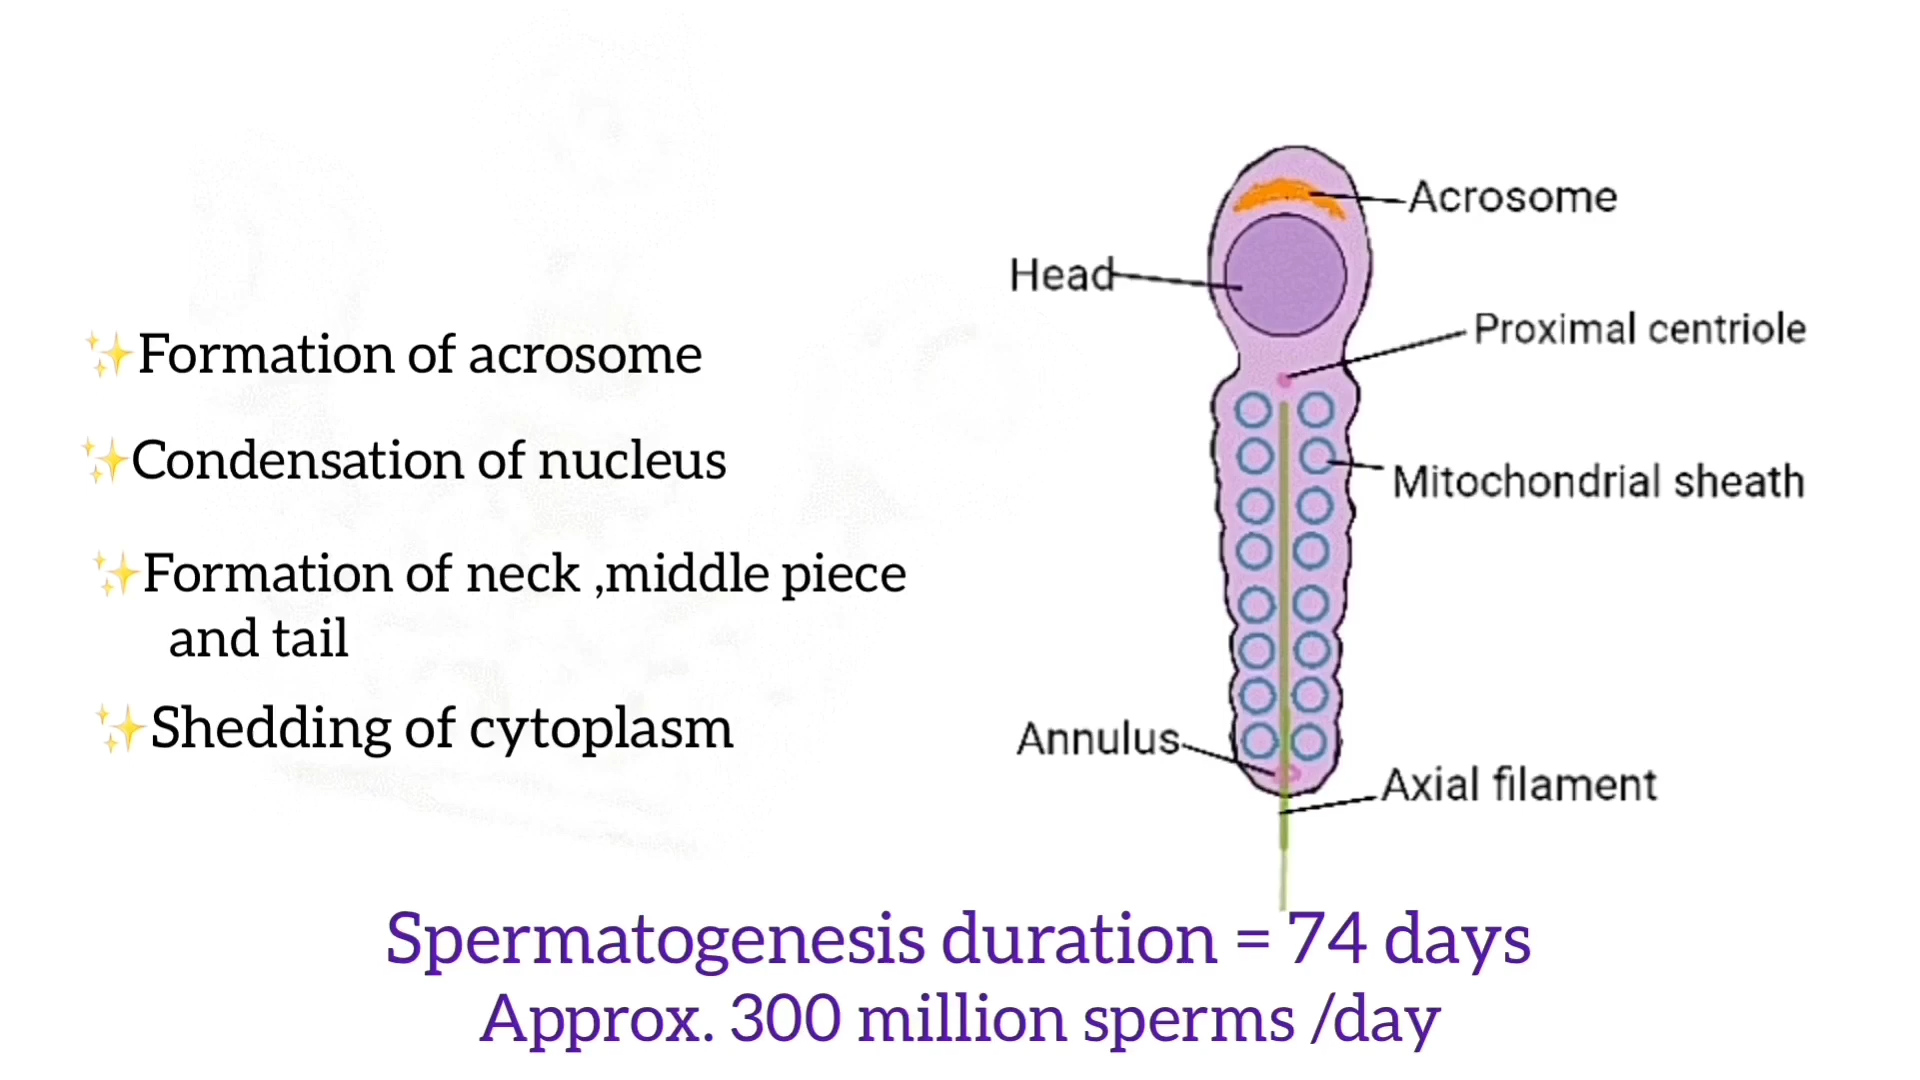 ✨Formation of acrosome
✨Condensation of nucleus
✨Formation of neck ,middle piece
and tail
✨Shedding of cytoplasm
Acrosome
Head
Proximal centriole
Mitochondrial sheath
Annulus
Axial filament
Spermatogenesis duration = 74 days
Approx. 300 million sperms /day